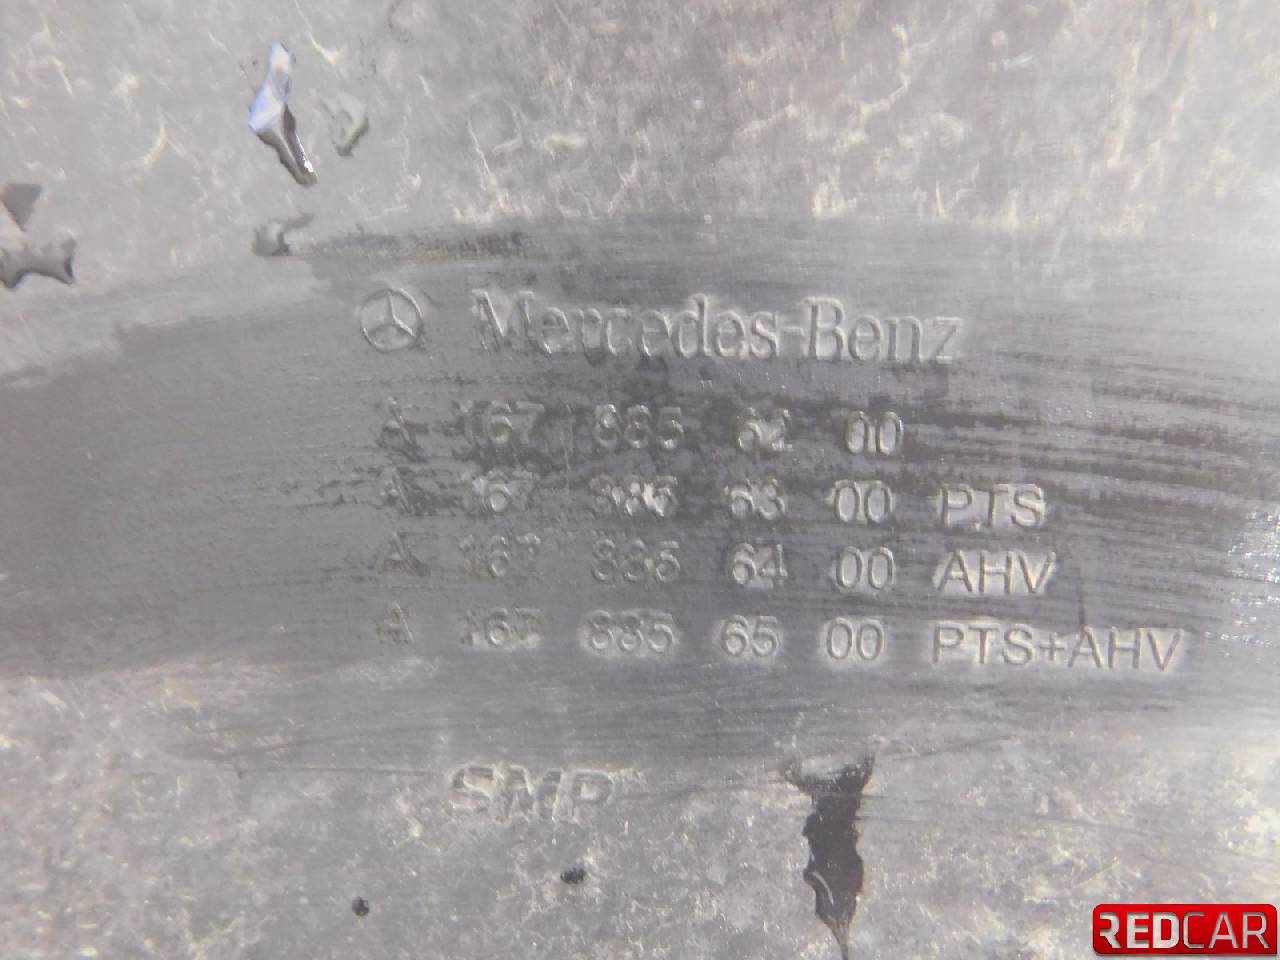 Mercedes-Benz
A 167 885 62 00
A 167 885 63 00 PTS
A 167 885 64 00 AHV
A 167 885 65 00 PTS+AHV
SMP
REDCAR